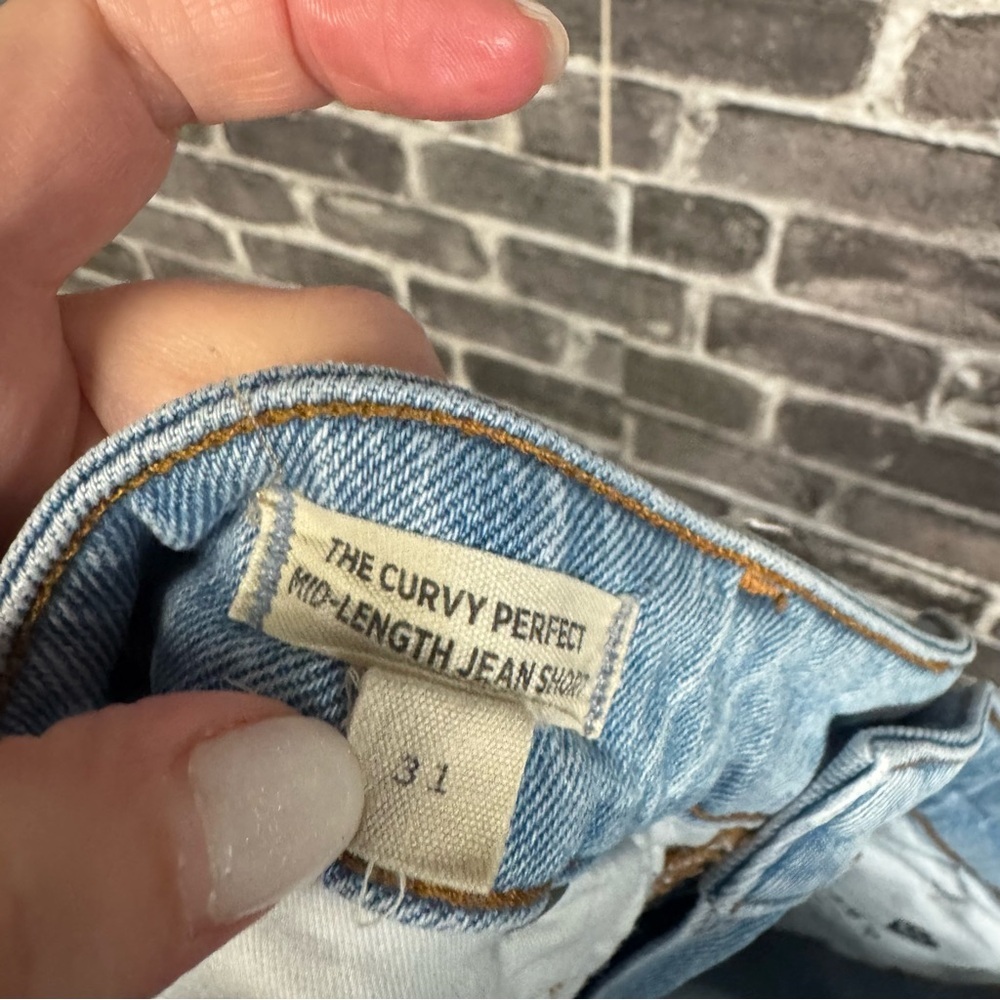 THE CURVY PERFECT
MID-LENGTH JEAN SHORT
31